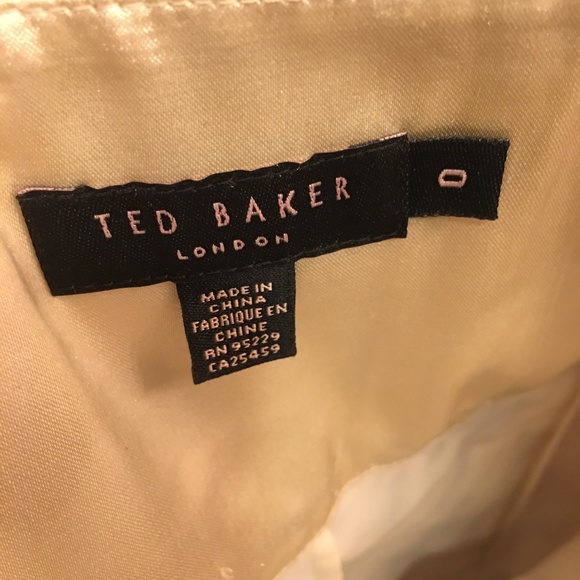 TED BAKER
LONDON
0
MADE IN
CHINA
FABRIQUE EN
CHINE
RN 95229
CA25459